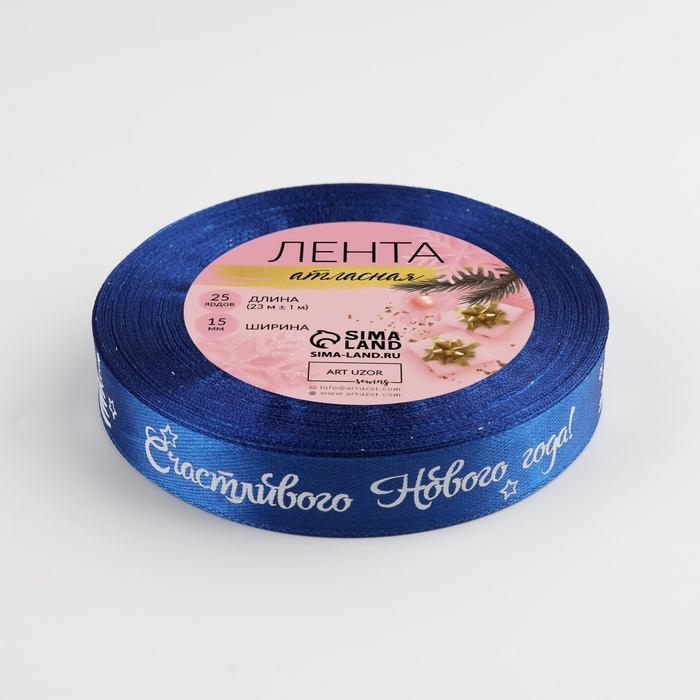 ЛЕНТА
атласная
25 ярдов ДЛИНА (23 м ± 1 м)
15 мм ШИРИНА
SIMA LAND
SIMA-LAND.RU
ART UZOR
sewing
info@artuzor.com
www.artuzor.com
Счастливого Нового года!